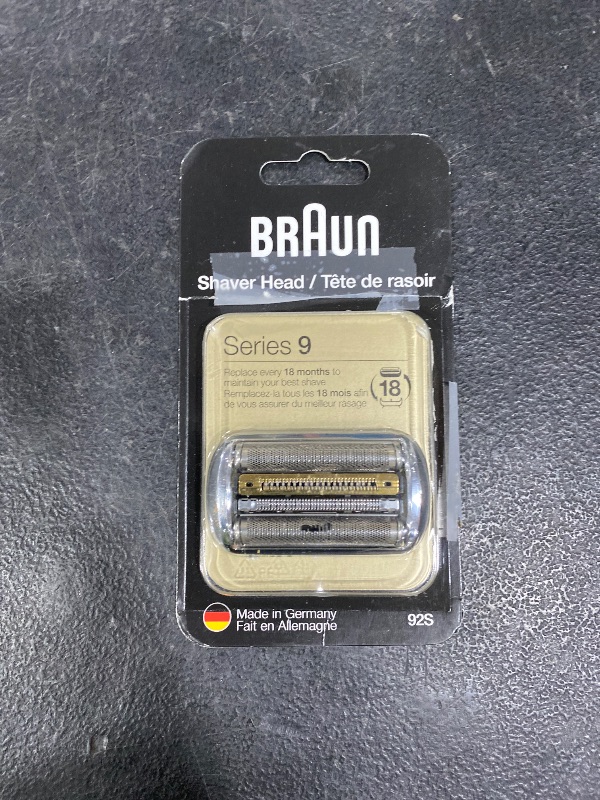 BRAUN
Shaver Head / Tête de rasoir
Series 9
Replace every 18 months to
maintain your best shave
Remplacez-la tous les 18 mois afin
de vous assurer du meilleur rasage
18
Made in Germany
Fait en Allemagne
92S